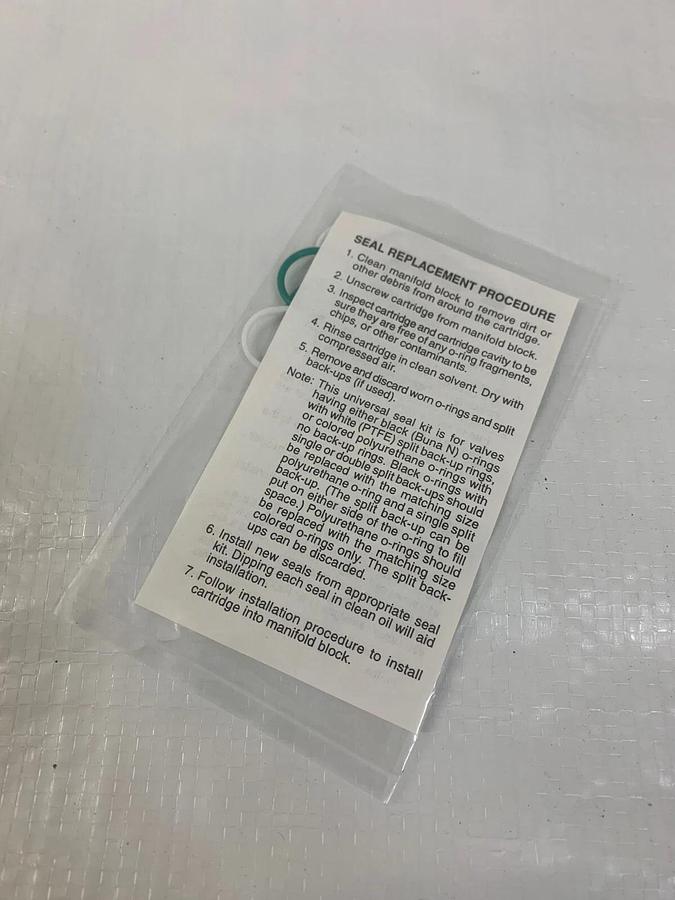 SEAL REPLACEMENT PROCEDURE
1. Clean manifold block to remove dirt or
other debris from around the cartridge.
2. Unscrew cartridge from manifold block.
3. Inspect cartridge and cartridge cavity to be
sure they are free of any o-ring fragments,
chips, or other contaminants.
4. Rinse cartridge in clean solvent. Dry with
compressed air.
5. Remove and discard worn o-rings and split
back-ups (if used).
Note: This universal seal kit is for valves
having either black (Buna N) o-rings
with white (PTFE) split back-up rings,
or colored polyurethane o-rings with
no back-up rings. Black o-rings with
single or double split back-ups should
be replaced with the matching size
polyurethane o-ring and a single split
back-up. (The split back-up can be
put on either side of the o-ring to fill
space.) Polyurethane o-rings should
be replaced with the matching size
colored o-rings only. The split back-
ups can be discarded.
6. Install new seals from appropriate seal
kit. Dipping each seal in clean oil will aid
installation.
7. Follow installation procedure to install
cartridge into manifold block.